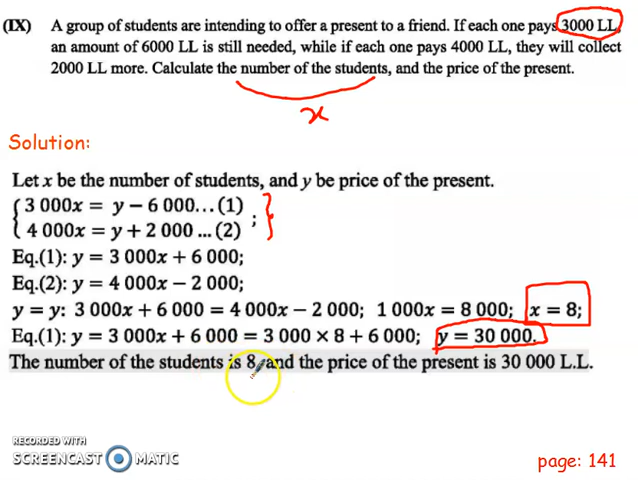 (IX) A group of students are intending to offer a present to a friend. If each one pays 3000 LL,
an amount of 6000 LL is still needed, while if each one pays 4000 LL, they will collect
2000 LL more. Calculate the number of the students, and the price of the present.
x
Solution:
Let x be the number of students, and y be price of the present.
{ 3 000x = y − 6 000 … (1)
4 000x = y + 2 000 … (2) ; }
Eq.(1): y = 3 000x + 6 000;
Eq.(2): y = 4 000x − 2 000;
y = y: 3 000x + 6 000 = 4 000x − 2 000; 1 000x = 8 000; x = 8;
Eq.(1): y = 3 000x + 6 000 = 3 000 × 8 + 6 000; y = 30 000.
The number of the students is 8, and the price of the present is 30 000 L.L.
RECORDED WITH
SCREENCAST MATIC
page: 141